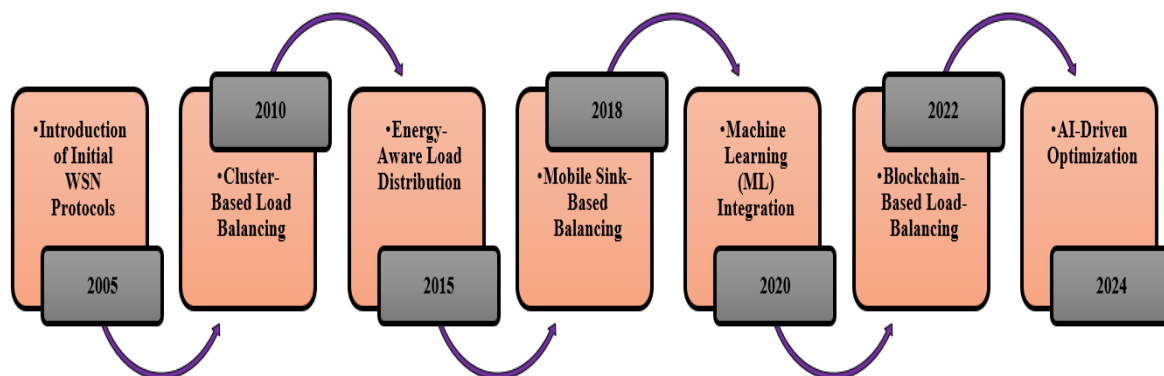 •Introduction
of Initial
WSN
Protocols
2005
2010
•Cluster-
Based Load
Balancing
•Energy-
Aware Load
Distribution
2015
2018
•Mobile Sink-
Based
Balancing
•Machine
Learning
(ML)
Integration
2020
2022
•Blockchain-
Based Load-
Balancing
•AI-Driven
Optimization
2024